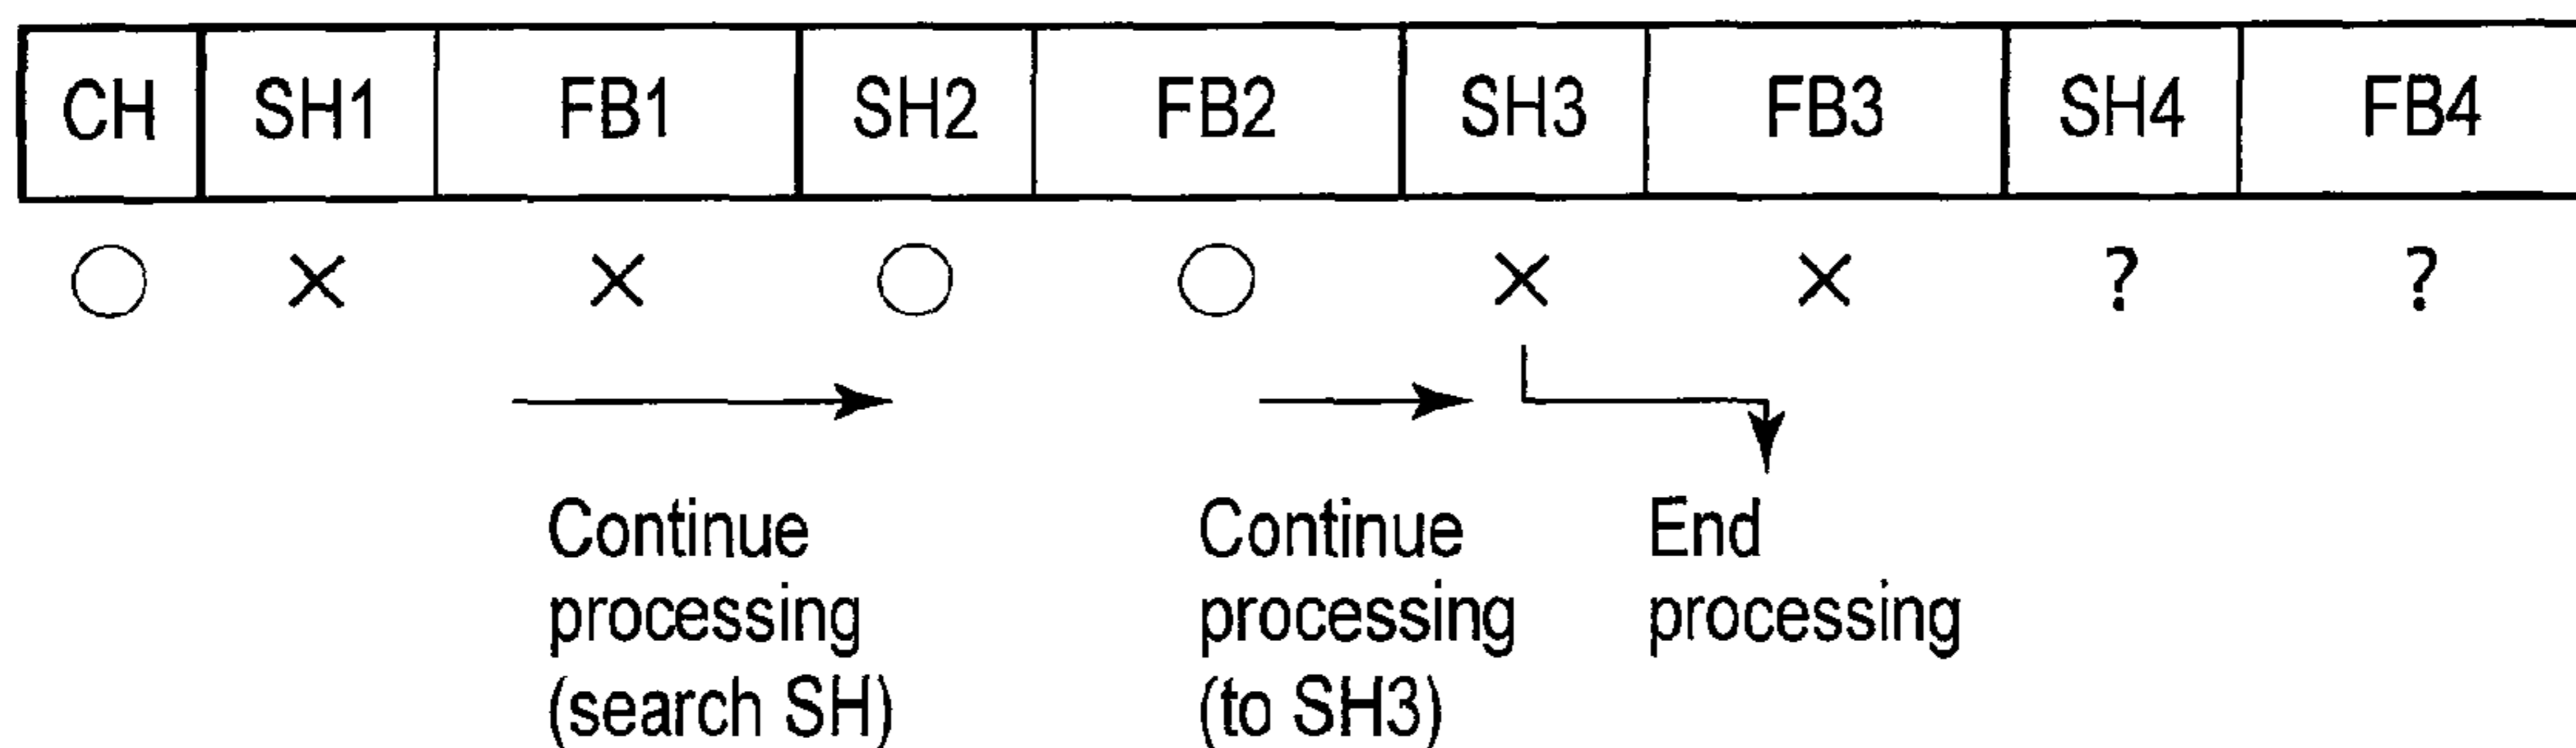 CH SH1 FB1 SH2 FB2 SH3 FB3 SH4 FB4
○ × × ○ ○ × × ? ?
Continue processing (search SH)
Continue processing (to SH3)
End processing